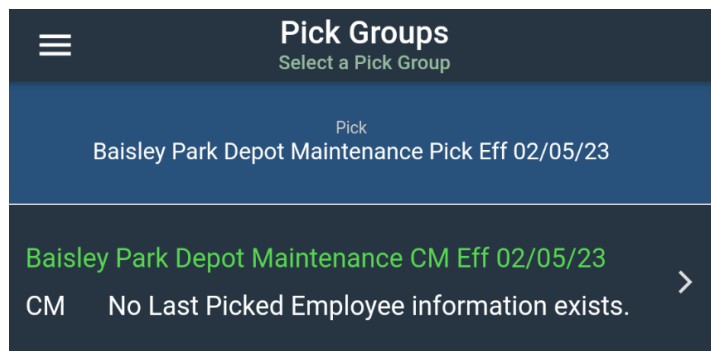 Pick Groups
Select a Pick Group
Pick
Baisley Park Depot Maintenance Pick Eff 02/05/23
Baisley Park Depot Maintenance CM Eff 02/05/23
CM No Last Picked Employee information exists.